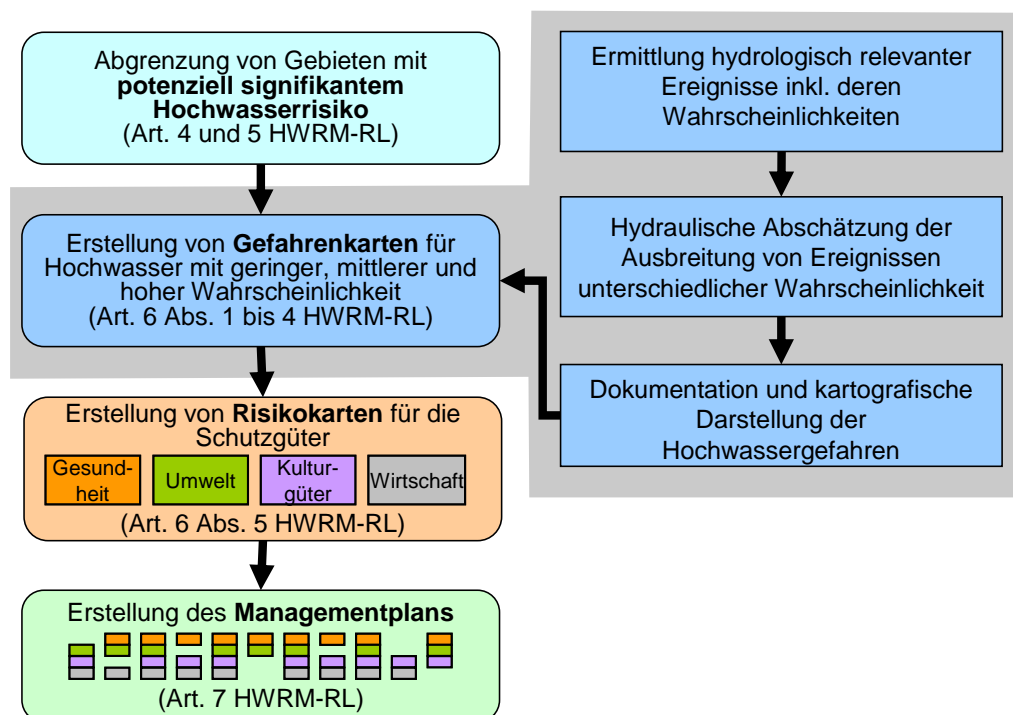 Abgrenzung von Gebieten mit
potenziell signifikantem
Hochwasserrisiko
(Art. 4 und 5 HWRM-RL)
Erstellung von Gefahrenkarten für
Hochwasser mit geringer, mittlerer und
hoher Wahrscheinlichkeit
(Art. 6 Abs. 1 bis 4 HWRM-RL)
Erstellung von Risikokarten für die
Schutzgüter
Gesund-
heit
Umwelt
Kultur-
güter
Wirtschaft
(Art. 6 Abs. 5 HWRM-RL)
Erstellung des Managementplans
(Art. 7 HWRM-RL)
Ermittlung hydrologisch relevanter
Ereignisse inkl. deren
Wahrscheinlichkeiten
Hydraulische Abschätzung der
Ausbreitung von Ereignissen
unterschiedlicher Wahrscheinlichkeit
Dokumentation und kartografische
Darstellung der
Hochwassergefahren